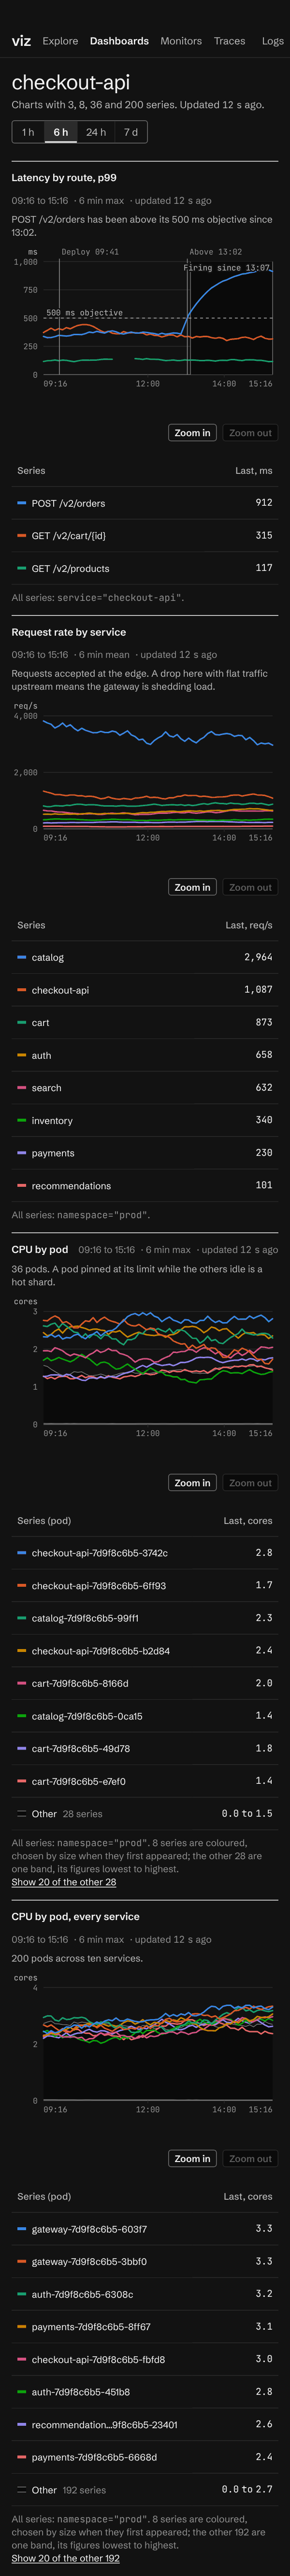 viz Explore Dashboards Monitors Traces Logs
checkout-api
Charts with 3, 8, 36 and 200 series. Updated 12 s ago.
1 h 6 h 24 h 7 d
Latency by route, p99
09:16 to 15:16 · 6 min max · updated 12 s ago
POST /v2/orders has been above its 500 ms objective since
13:02.
ms Deploy 09:41 Above 13:02
1,000
Firing since 13:07
750
500
500 ms objective
250
0
09:16 12:00 14:00 15:16
Zoom in Zoom out
Series Last, ms
POST /v2/orders 912
GET /v2/cart/{id} 315
GET /v2/products 117
All series: service="checkout-api".
Request rate by service
09:16 to 15:16 · 6 min mean · updated 12 s ago
Requests accepted at the edge. A drop here with flat traffic
upstream means the gateway is shedding load.
req/s
4,000
2,000
0
09:16 12:00 14:00 15:16
Zoom in Zoom out
Series Last, req/s
catalog 2,964
checkout-api 1,087
cart 873
auth 658
search 632
inventory 340
payments 230
recommendations 101
All series: namespace="prod".
CPU by pod 09:16 to 15:16 · 6 min max · updated 12 s ago
36 pods. A pod pinned at its limit while the others idle is a
hot shard.
cores
3
2
1
0
09:16 12:00 14:00 15:16
Zoom in Zoom out
Series (pod) Last, cores
checkout-api-7d9f8c6b5-3742c 2.8
checkout-api-7d9f8c6b5-6ff93 1.7
catalog-7d9f8c6b5-99ff1 2.3
checkout-api-7d9f8c6b5-b2d84 2.4
cart-7d9f8c6b5-8166d 2.0
catalog-7d9f8c6b5-0ca15 1.4
cart-7d9f8c6b5-49d78 1.8
cart-7d9f8c6b5-e7ef0 1.4
Other 28 series 0.0 to 1.5
All series: namespace="prod". 8 series are coloured,
chosen by size when they first appeared; the other 28 are
one band, its figures lowest to highest.
Show 20 of the other 28
CPU by pod, every service
09:16 to 15:16 · 6 min max · updated 12 s ago
200 pods across ten services.
cores
4
2
0
09:16 12:00 14:00 15:16
Zoom in Zoom out
Series (pod) Last, cores
gateway-7d9f8c6b5-603f7 3.3
gateway-7d9f8c6b5-3bbf0 3.3
auth-7d9f8c6b5-6308c 3.2
payments-7d9f8c6b5-8ff67 3.1
checkout-api-7d9f8c6b5-fbfd8 3.0
auth-7d9f8c6b5-451b8 2.8
recommendation...9f8c6b5-23401 2.6
payments-7d9f8c6b5-6668d 2.4
Other 192 series 0.0 to 2.7
All series: namespace="prod". 8 series are coloured,
chosen by size when they first appeared; the other 192 are
one band, its figures lowest to highest.
Show 20 of the other 192